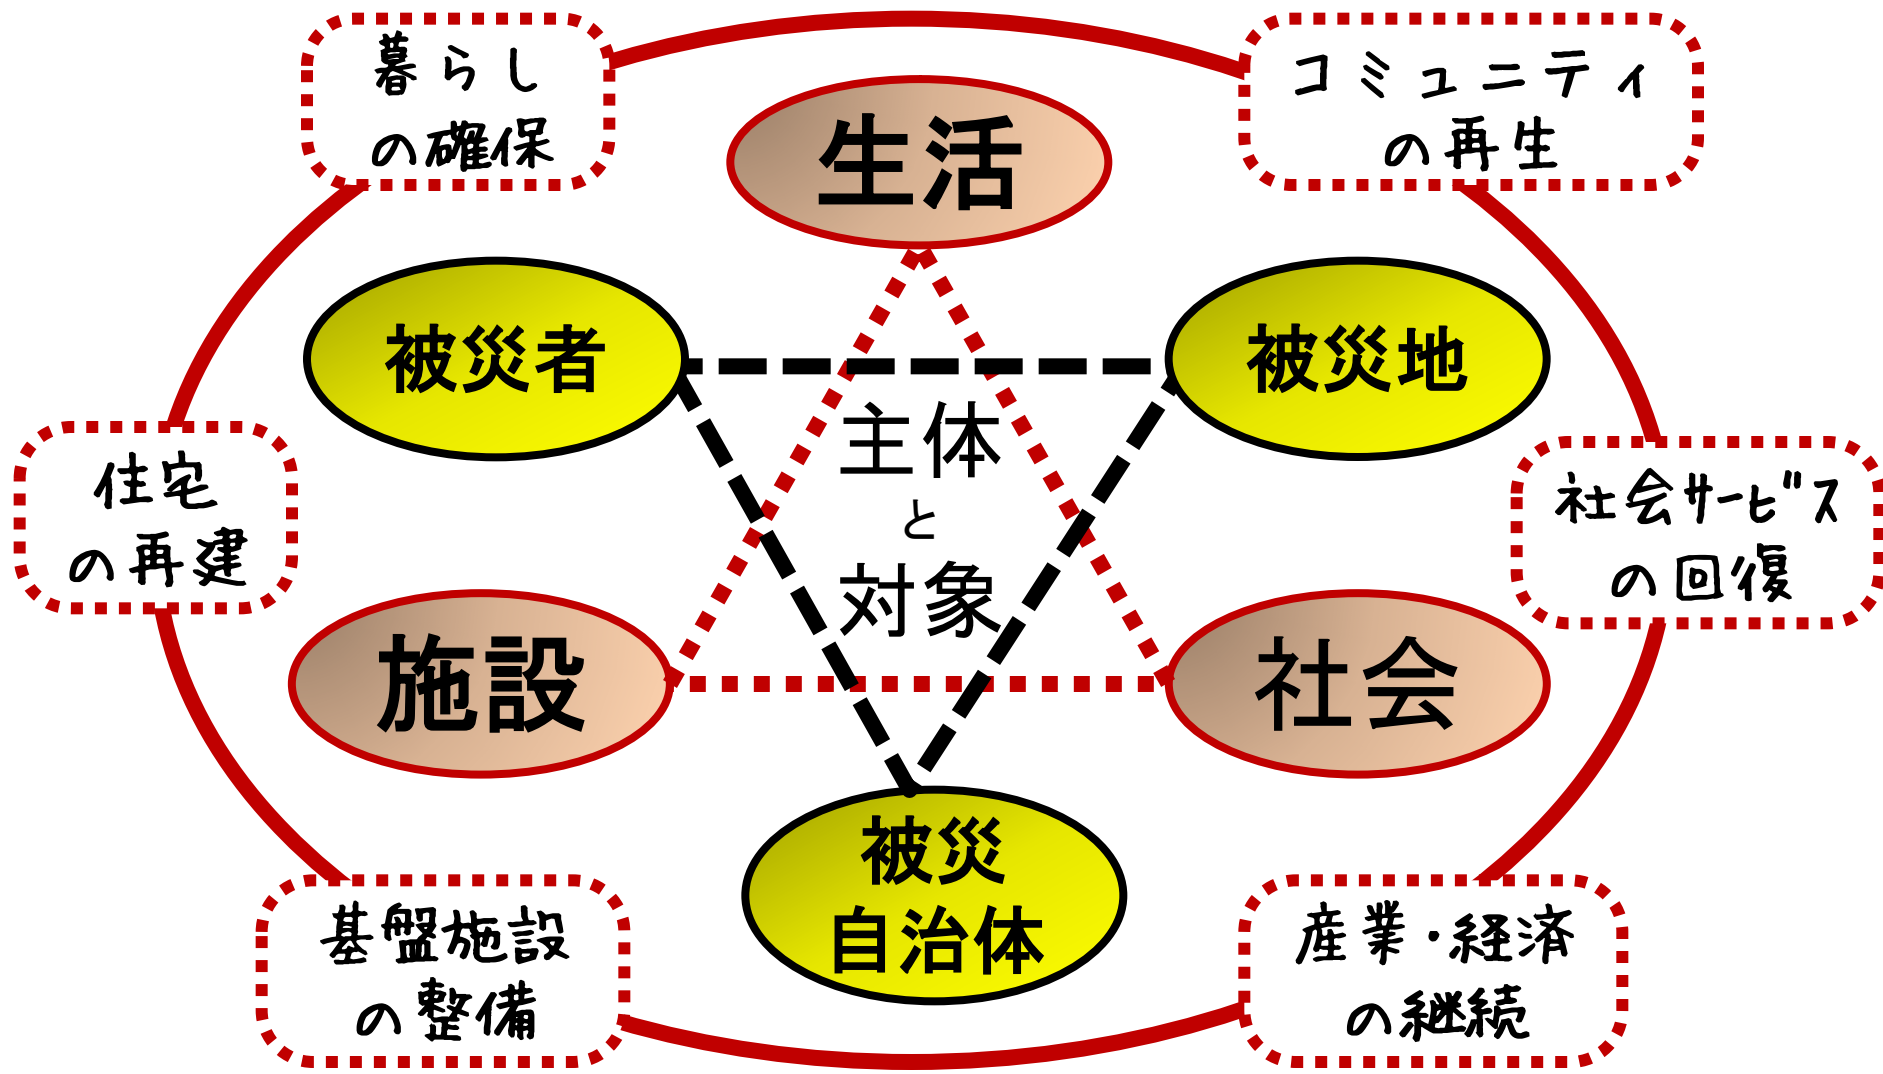 暮らし
の確保
コミュニティ
の再生
生活
被災者
被災地
主体
と
対象
住宅
の再建
社会サービス
の回復
施設
社会
被災
自治体
基盤施設
の整備
産業・経済
の継続